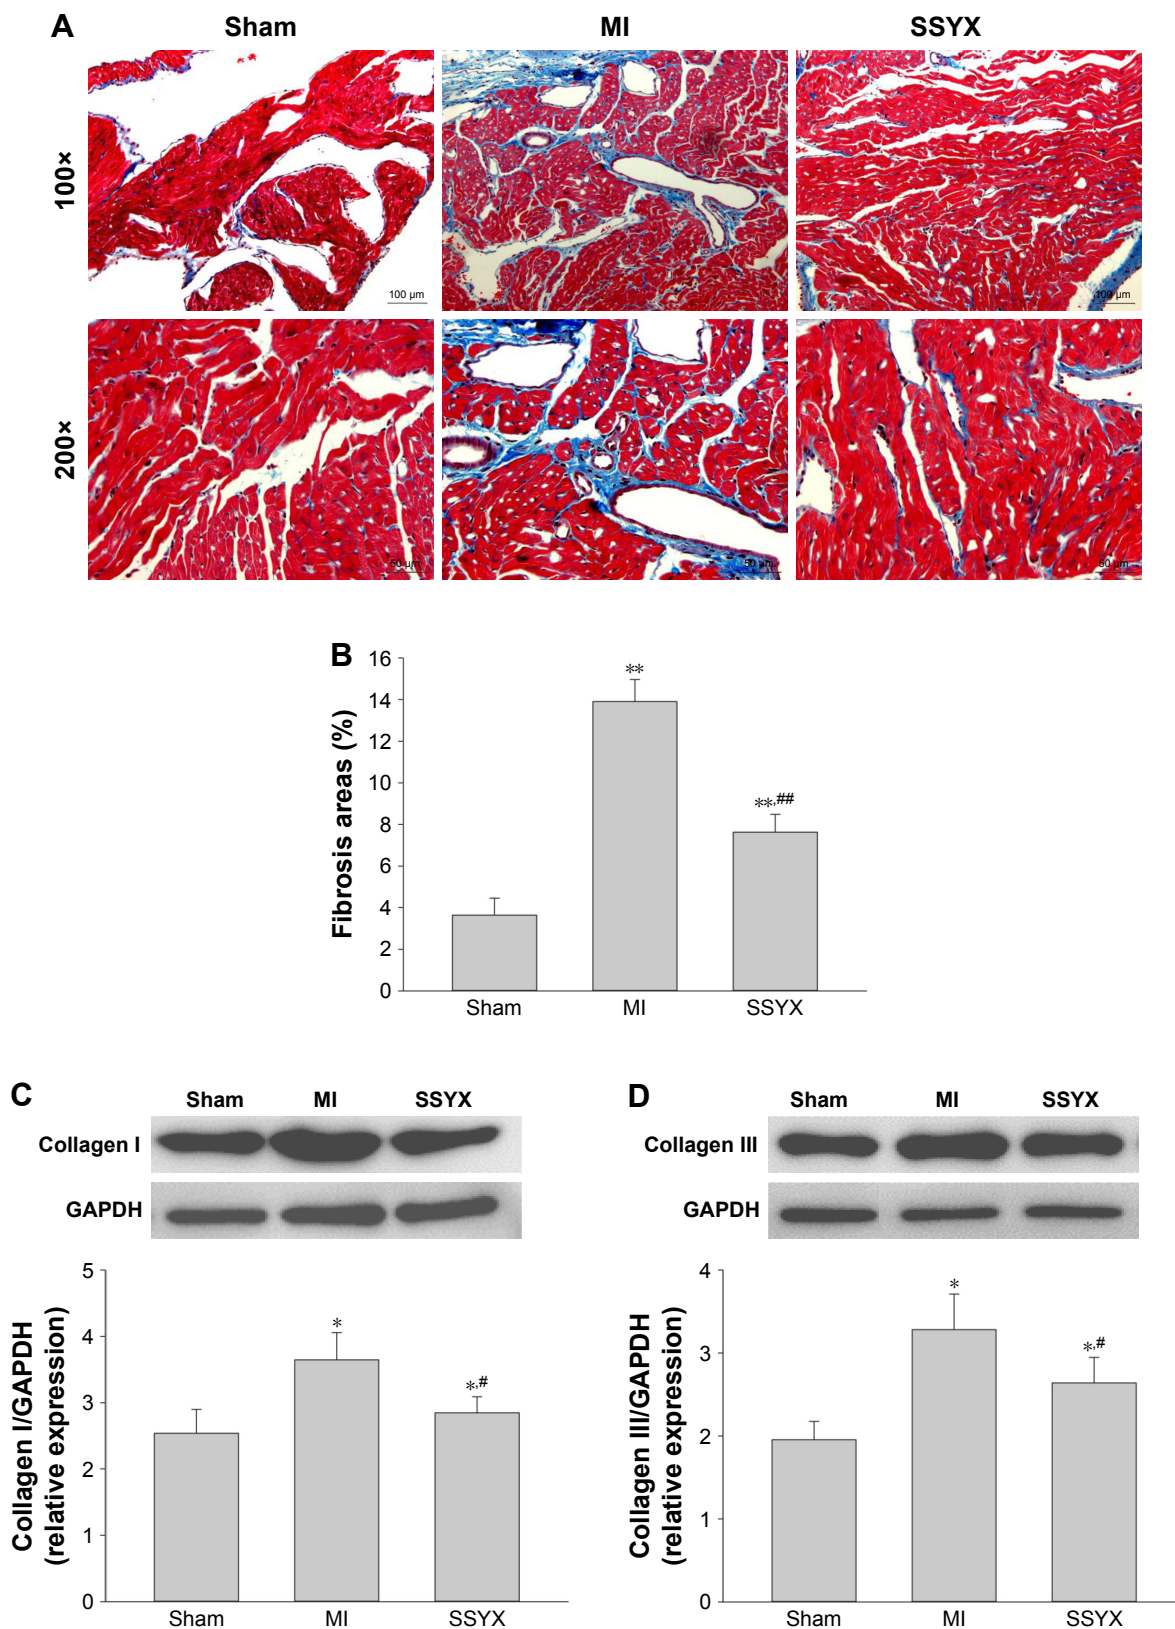 A
Sham
MI
SSYX
100×
100 µm
100 µm
200×
50 µm
50 µm
50 µm
B
Fibrosis areas (%)
16
14
12
10
8
6
4
2
0
**
**,##
Sham
MI
SSYX
C
Sham
MI
SSYX
Collagen I
GAPDH
Collagen I/GAPDH
(relative expression)
5
4
3
2
1
0
*
*,#
Sham
MI
SSYX
D
Sham
MI
SSYX
Collagen III
GAPDH
Collagen III/GAPDH
(relative expression)
4
3
2
1
0
*
*,#
Sham
MI
SSYX